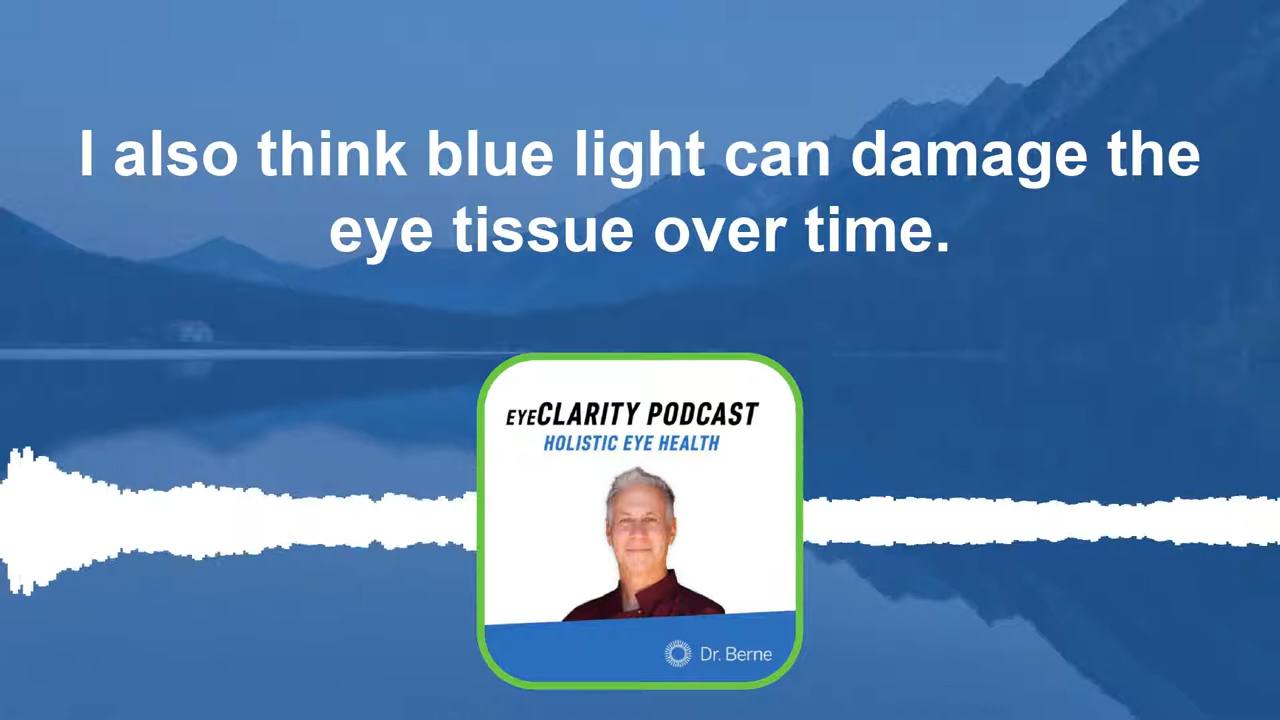 I also think blue light can damage the
eye tissue over time.
EYECLARITY PODCAST
HOLISTIC EYE HEALTH
Dr. Berne